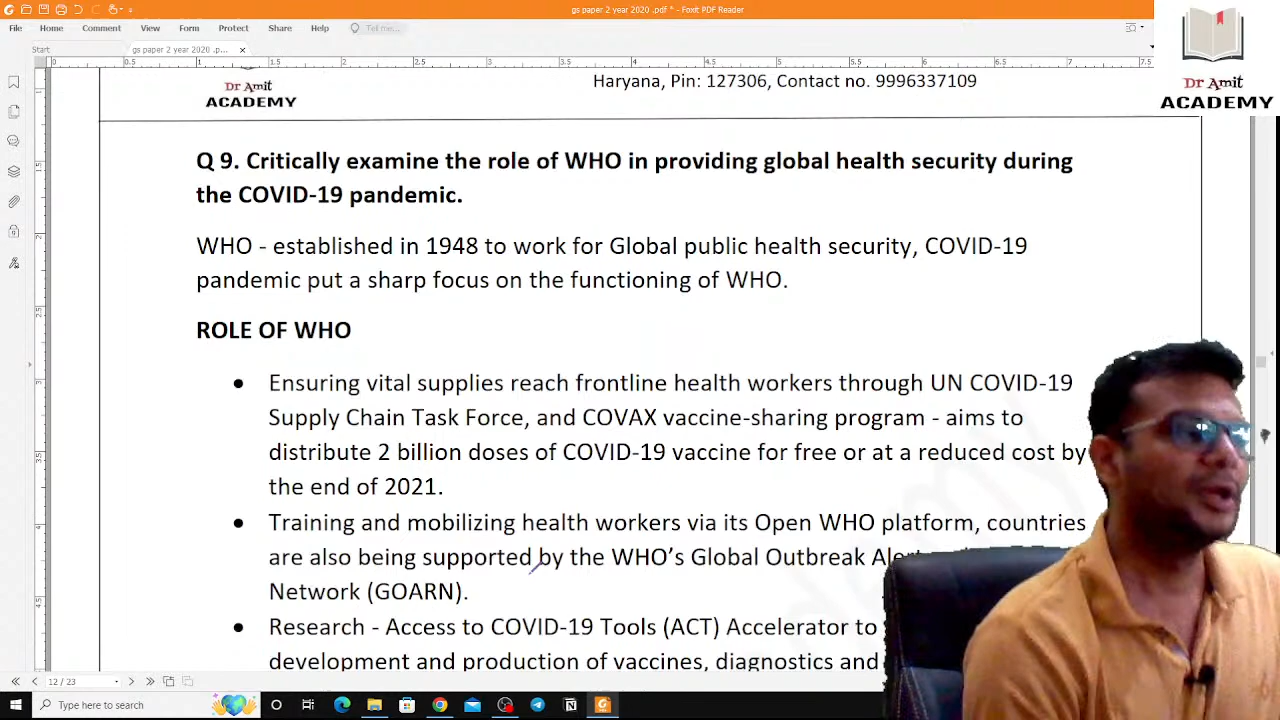 gs paper 2 year 2020 .pdf * - Foxit PDF Reader
File Home Comment View Form Protect Share Help Tell me...
Start gs paper 2 year 2020 .p...
Dr Amit
ACADEMY
Haryana, Pin: 127306, Contact no. 9996337109
Dr Amit
ACADEMY
Q 9. Critically examine the role of WHO in providing global health security during
the COVID-19 pandemic.
WHO - established in 1948 to work for Global public health security, COVID-19
pandemic put a sharp focus on the functioning of WHO.
ROLE OF WHO
Ensuring vital supplies reach frontline health workers through UN COVID-19
Supply Chain Task Force, and COVAX vaccine-sharing program - aims to
distribute 2 billion doses of COVID-19 vaccine for free or at a reduced cost by
the end of 2021.
Training and mobilizing health workers via its Open WHO platform, countries
are also being supported by the WHO's Global Outbreak
Network (GOARN).
Research - Access to COVID-19 Tools (ACT) Accelerator to
development and production of vaccines, diagnostics and
12 / 23
Type here to search